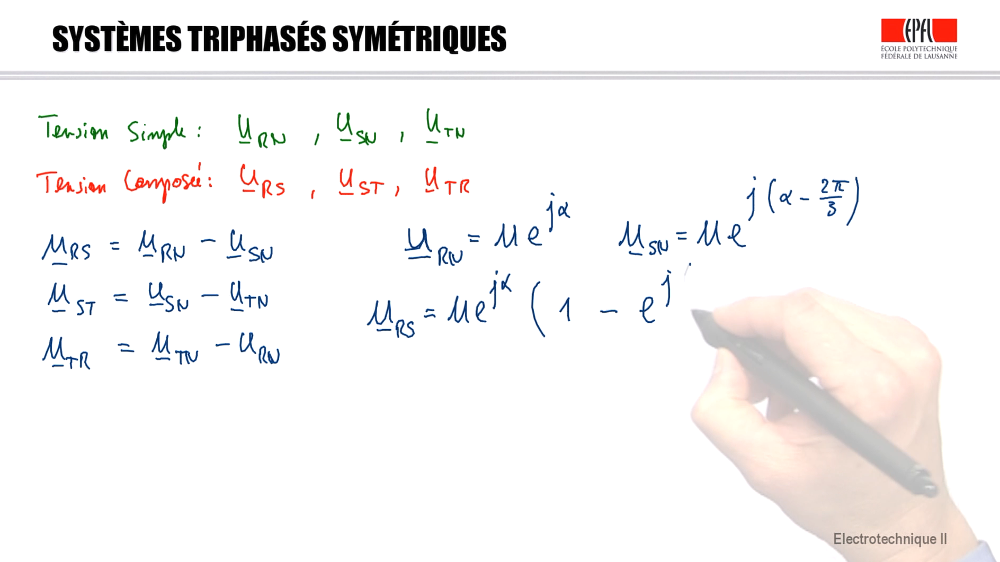 SYSTÈMES TRIPHASÉS SYMÉTRIQUES
EPFL
ÉCOLE POLYTECHNIQUE
FÉDÉRALE DE LAUSANNE
Tension Simple : U_RN , U_SN , U_TN
Tension Composée : U_RS , U_ST , U_TR
U_RS = U_RN - U_SN
U_ST = U_SN - U_TN
U_TR = U_TN - U_RN
U_RN = U e^jα U_SN = U e^j(α - 2π/3)
U_RS = U e^jα ( 1 - e^j
Electrotechnique II